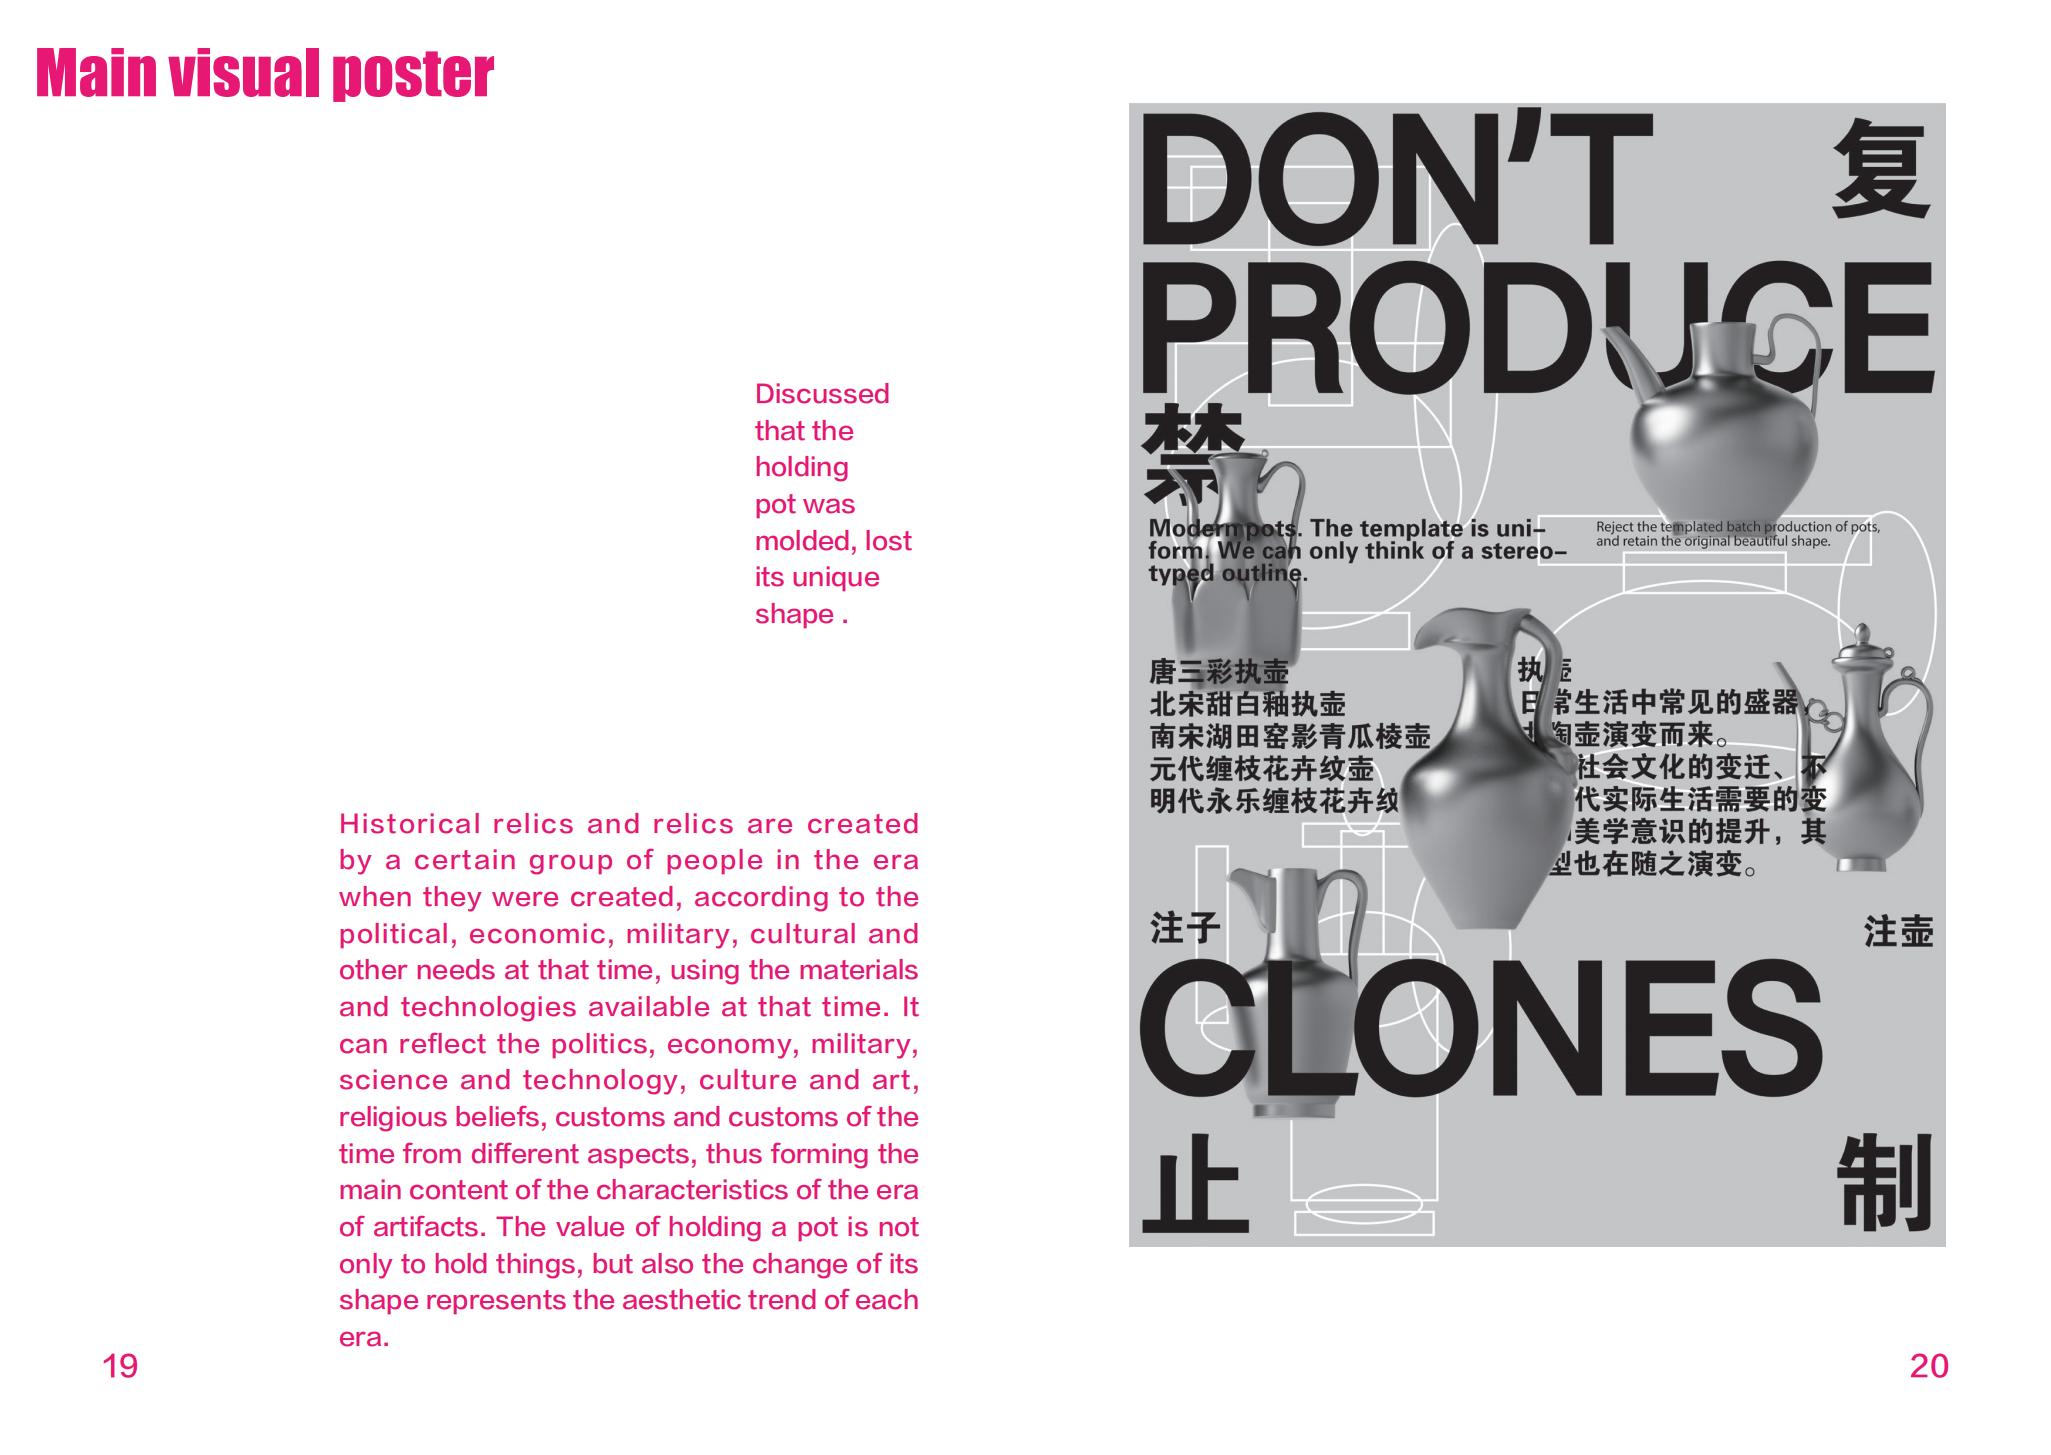 Main visual poster
Discussed
that the
holding
pot was
molded, lost
its unique
shape .
Historical relics and relics are created
by a certain group of people in the era
when they were created, according to the
political, economic, military, cultural and
other needs at that time, using the materials
and technologies available at that time. It
can reflect the politics, economy, military,
science and technology, culture and art,
religious beliefs, customs and customs of the
time from different aspects, thus forming the
main content of the characteristics of the era
of artifacts. The value of holding a pot is not
only to hold things, but also the change of its
shape represents the aesthetic trend of each
era.
19
DON'T
复
PRODUCE
禁
Modern pots. The template is uni-
form. We can only think of a stereo-
typed outline.
Reject the templated batch production of pots,
and retain the original beautiful shape.
唐三彩执壶
北宋甜白釉执壶
南宋湖田窑影青瓜棱壶
元代缠枝花卉纹壶
明代永乐缠枝花卉纹
执壶
日常生活中常见的盛器，
陶壶演变而来。
社会文化的变迁、不
代实际生活需要的变
美学意识的提升，其
型也在随之演变。
注子
注壶
CLONES
止
制
20